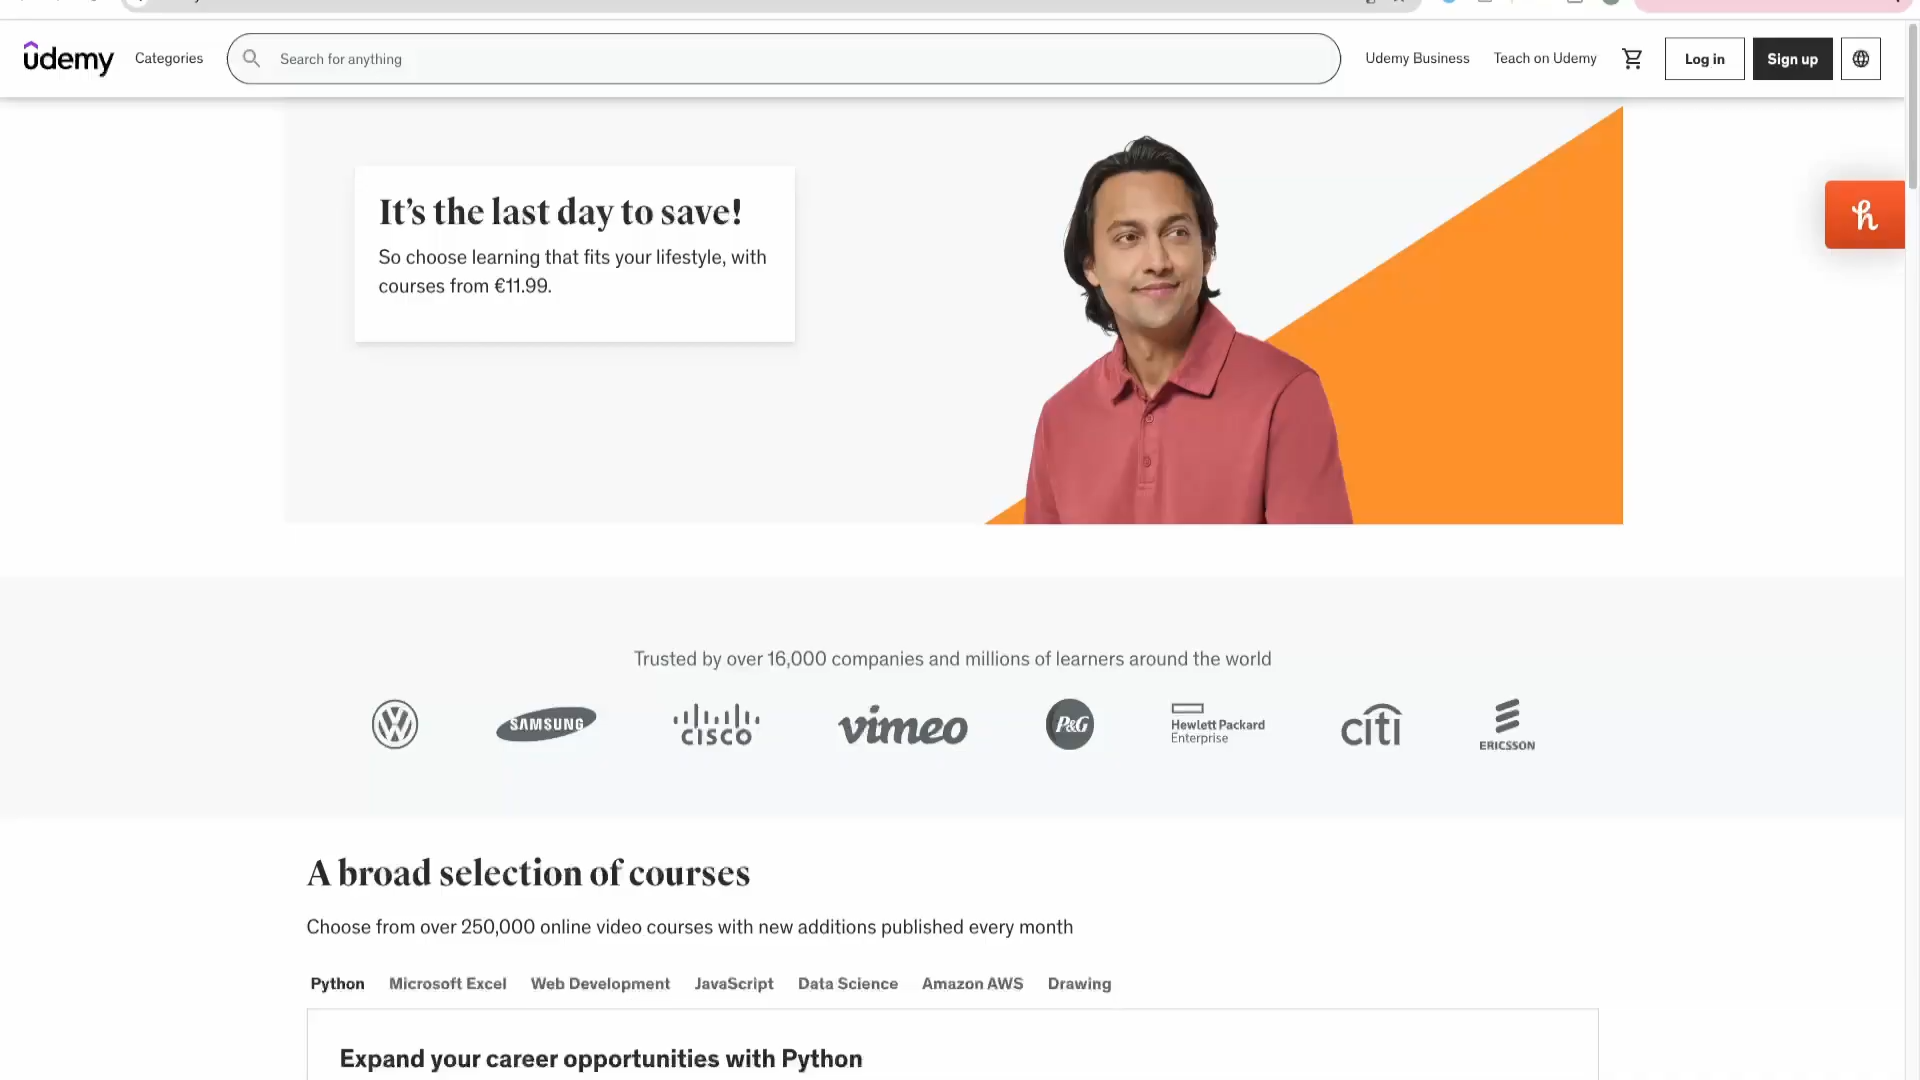 udemy
Categories
Search for anything
Udemy Business
Teach on Udemy
Log in
Sign up
It's the last day to save!
So choose learning that fits your lifestyle, with
courses from €11.99.
Trusted by over 16,000 companies and millions of learners around the world
SAMSUNG
CISCO
vimeo
P&G
Hewlett Packard
Enterprise
citi
ERICSSON
A broad selection of courses
Choose from over 250,000 online video courses with new additions published every month
Python
Microsoft Excel
Web Development
JavaScript
Data Science
Amazon AWS
Drawing
Expand your career opportunities with Python